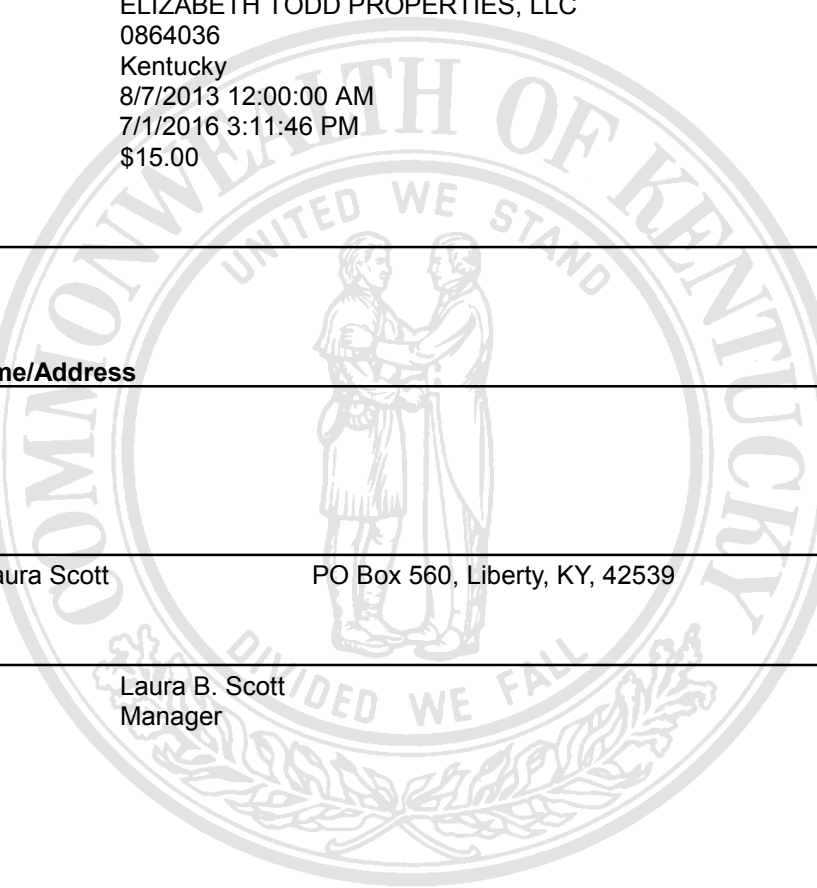 ELIZABETH TODD PROPERTIES, LLC
0864036
Kentucky
8/7/2013 12:00:00 AM
7/1/2016 3:11:46 PM
$15.00
COMMONWEALTH OF KENTUCKY
UNITED WE STAND
me/Address
aura Scott PO Box 560, Liberty, KY, 42539
DIVIDED WE FALL
Laura B. Scott
Manager